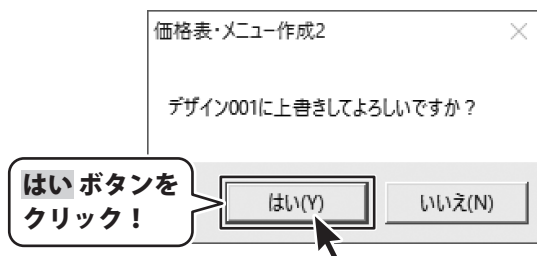 価格表・メニュー作成2
デザイン001に上書きしてよろしいですか？
はい ボタンを
クリック！
はい(Y)
いいえ(N)